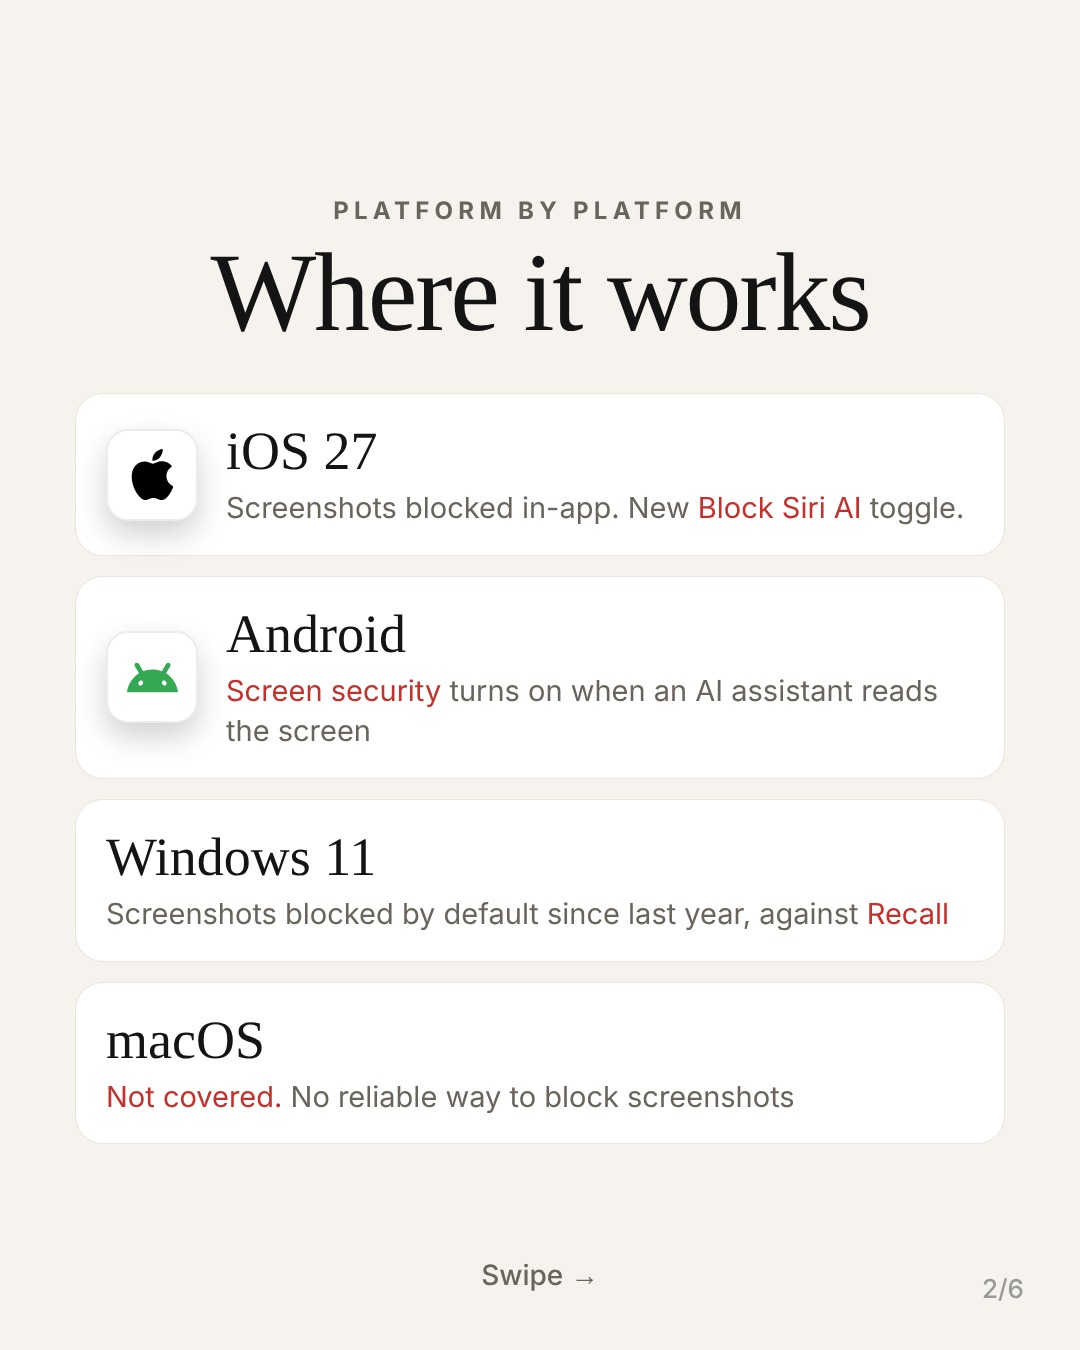 PLATFORM BY PLATFORM
Where it works
iOS 27
Screenshots blocked in-app. New Block Siri AI toggle.
Android
Screen security turns on when an AI assistant reads
the screen
Windows 11
Screenshots blocked by default since last year, against Recall
macOS
Not covered. No reliable way to block screenshots
Swipe →
2/6